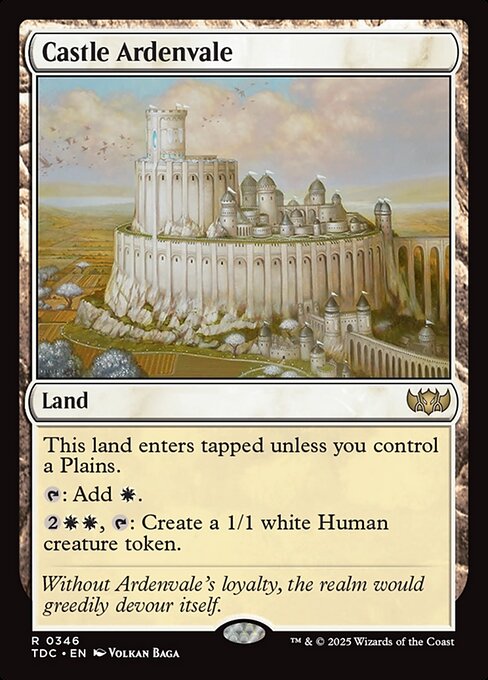 Castle Ardenvale
Land
This land enters tapped unless you control
a Plains.
: Add .
2, : Create a 1/1 white Human
creature token.
Without Ardenvale's loyalty, the realm would
greedily devour itself.
R 0346
™ & © 2025 Wizards of the Coast
TDC • EN Volkan Baga